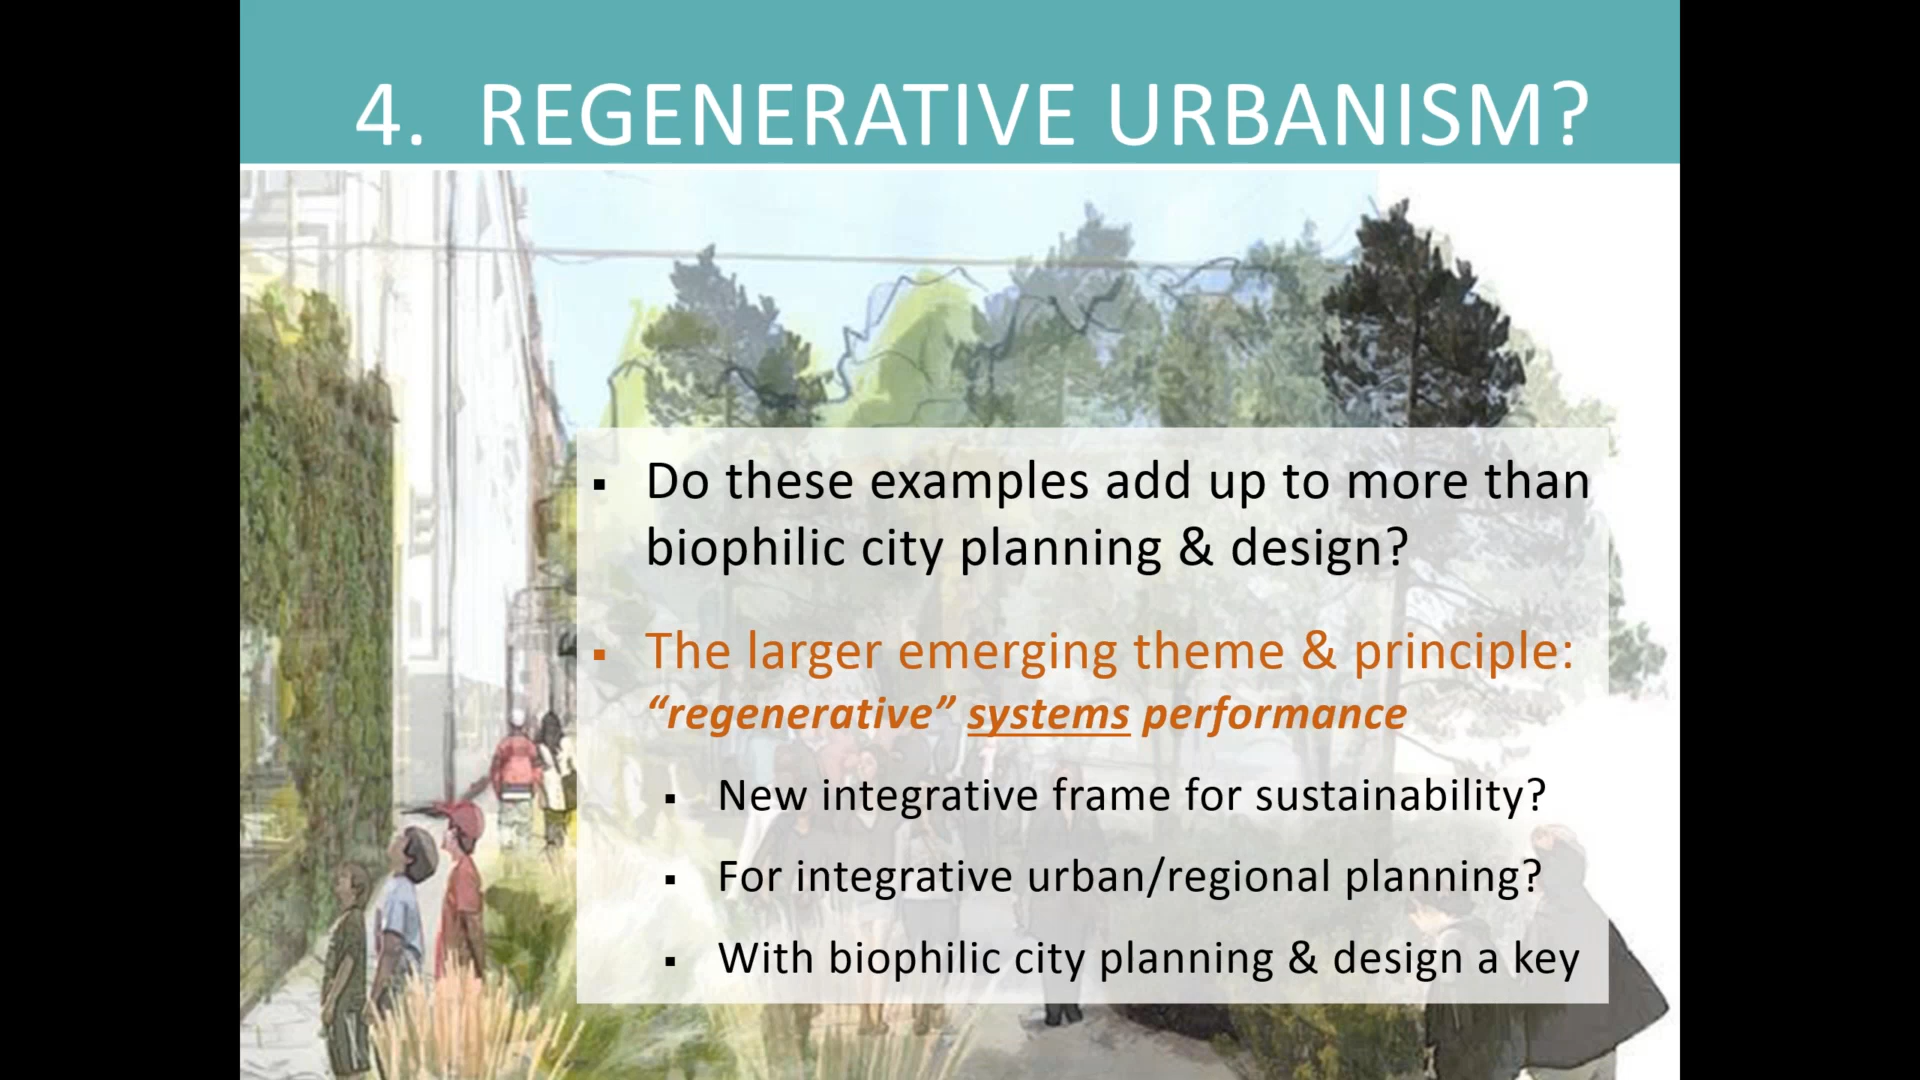 4. REGENERATIVE URBANISM?
▪ Do these examples add up to more than
biophilic city planning & design?
▪ The larger emerging theme & principle:
“regenerative” systems performance
▪ New integrative frame for sustainability?
▪ For integrative urban/regional planning?
▪ With biophilic city planning & design a key